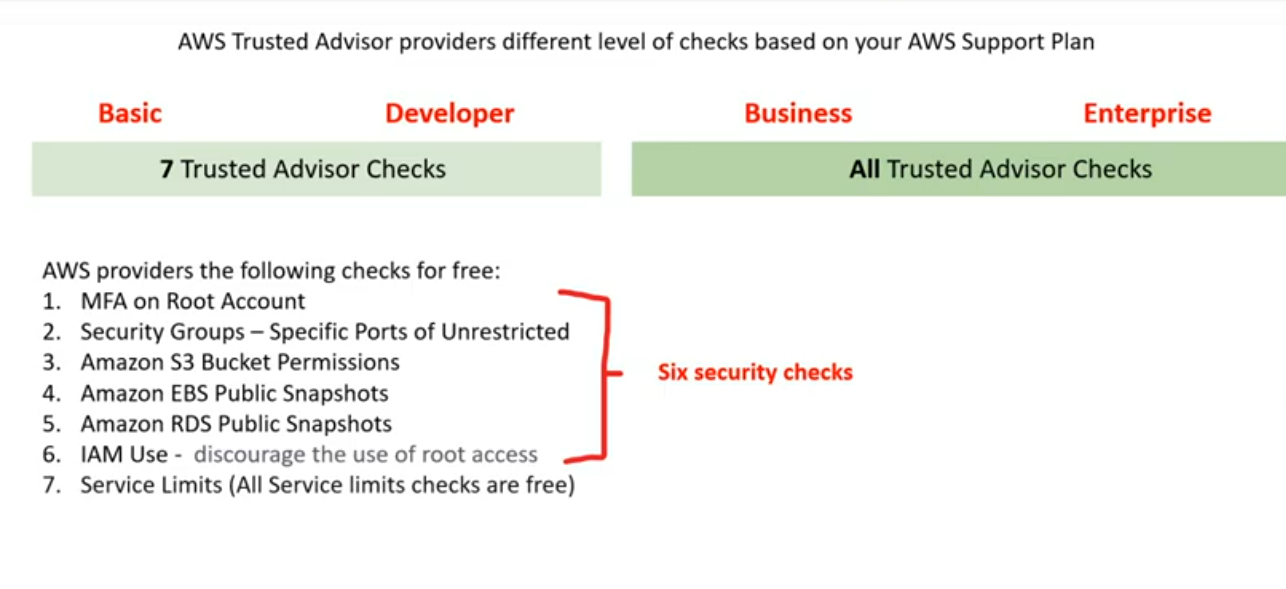 AWS Trusted Advisor providers different level of checks based on your AWS Support Plan
Basic Developer Business Enterprise
7 Trusted Advisor Checks All Trusted Advisor Checks
AWS providers the following checks for free:
1. MFA on Root Account
2. Security Groups – Specific Ports of Unrestricted
3. Amazon S3 Bucket Permissions
4. Amazon EBS Public Snapshots
5. Amazon RDS Public Snapshots
6. IAM Use - discourage the use of root access
7. Service Limits (All Service limits checks are free)
Six security checks